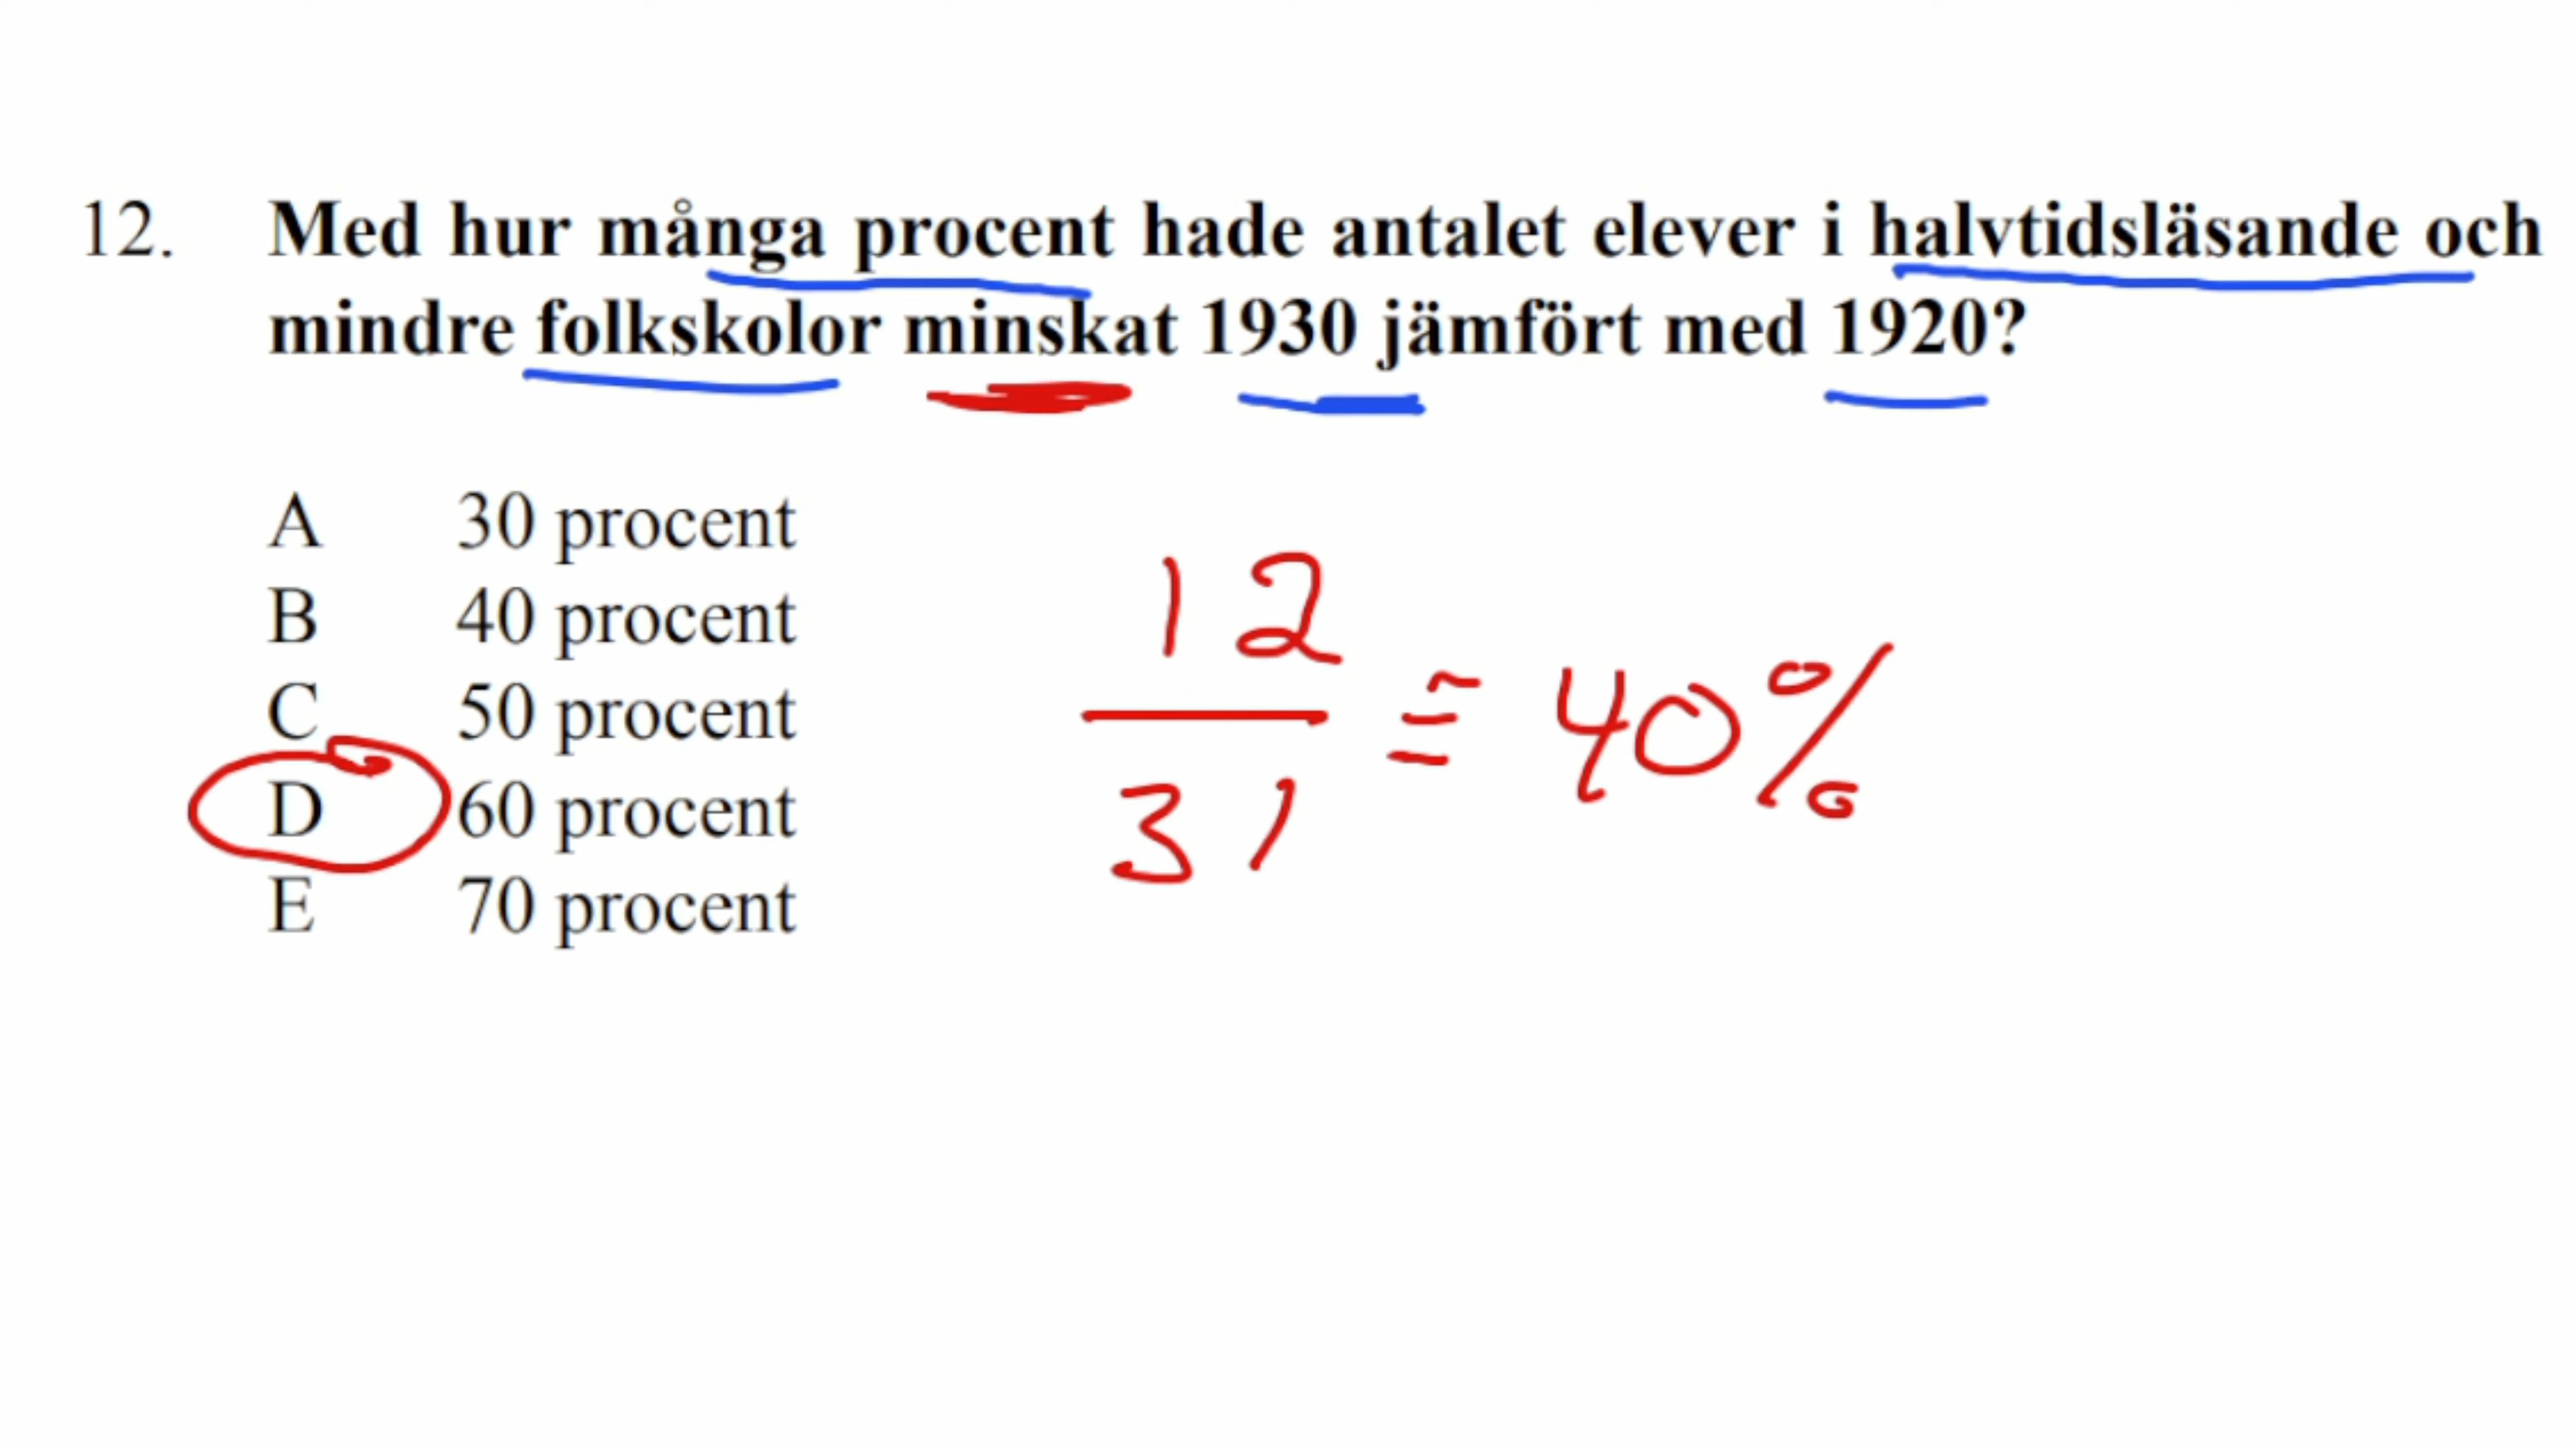 12. Med hur många procent hade antalet elever i halvtidsläsande och
mindre folkskolor minskat 1930 jämfört med 1920?
A 30 procent
B 40 procent
C 50 procent
D 60 procent
E 70 procent
12
31
≅ 40%